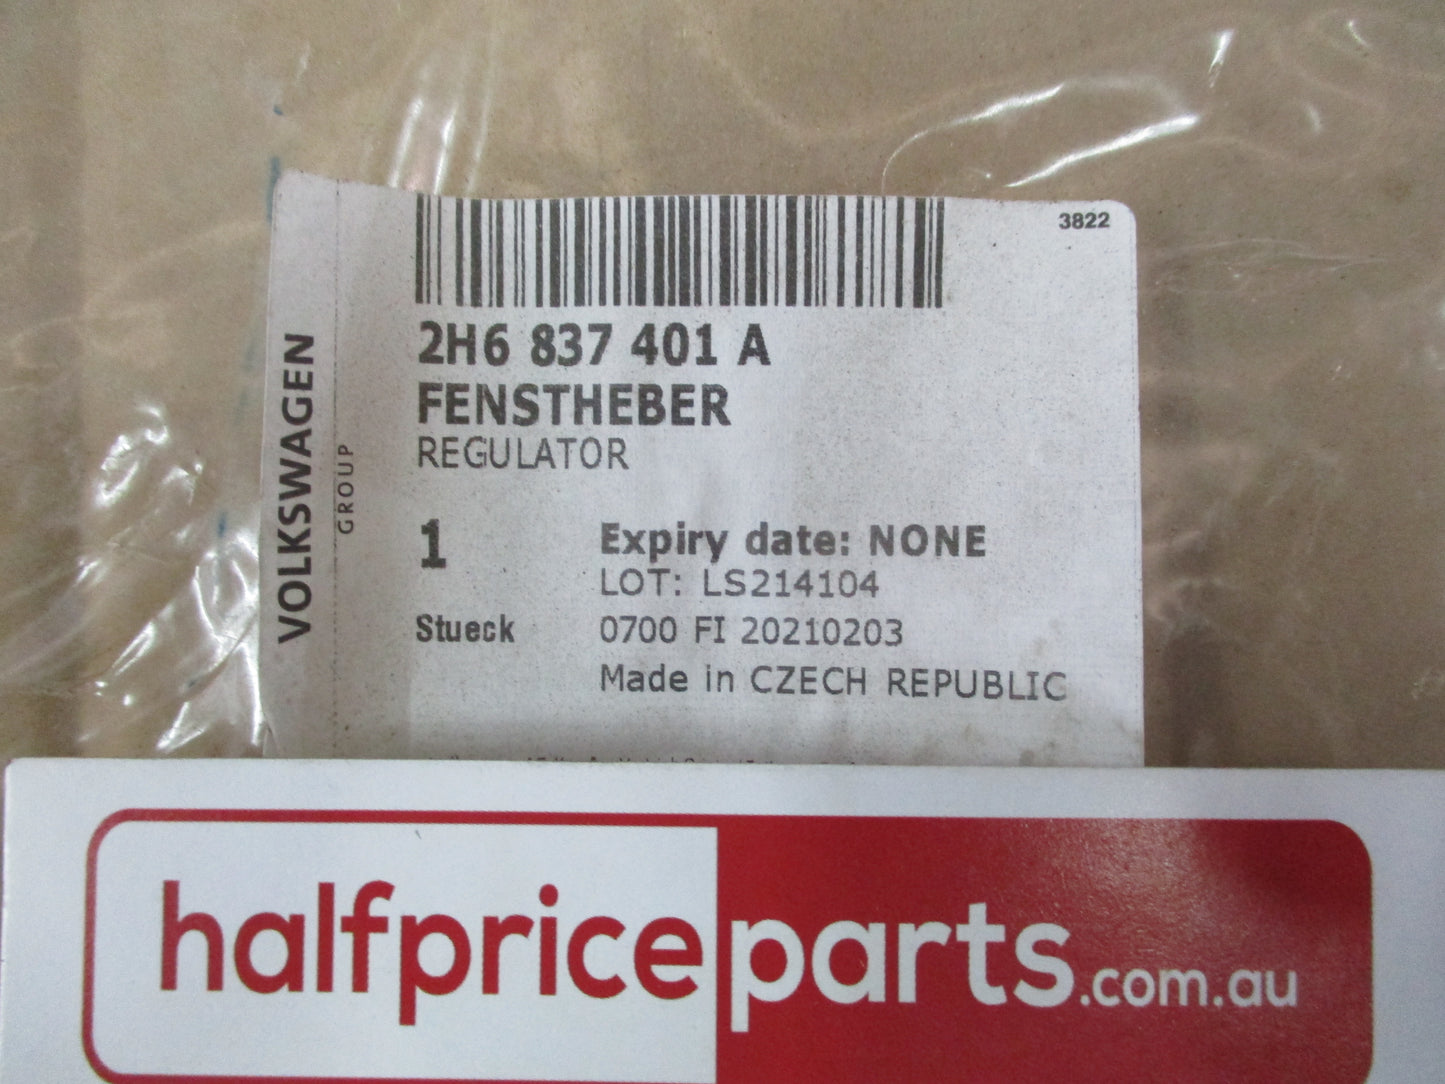 3822
2H6 837 401 A
FENSTHEBER
REGULATOR
VOLKSWAGEN
GROUP
1
Expiry date: NONE
LOT: LS214104
Stueck
0700 FI 20210203
Made in CZECH REPUBLIC
halfpriceparts.com.au